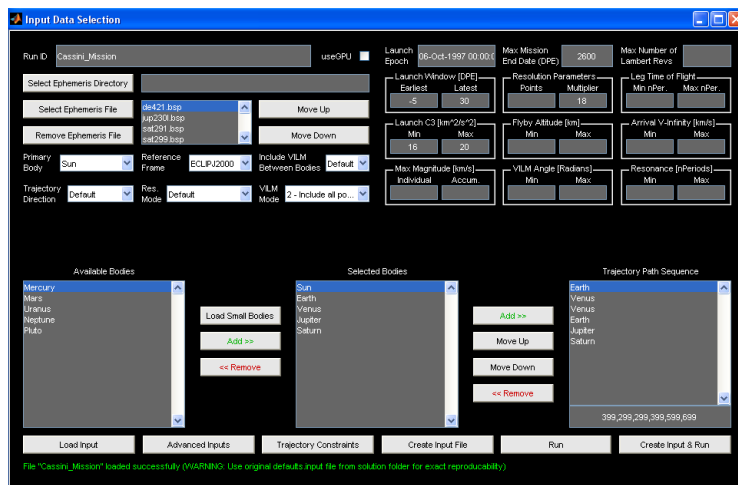 Input Data Selection
Run ID Cassini_Mission useGPU Launch Epoch 06-Oct-1997 00:00:0 Max Mission End Date (DPE) 2600 Max Number of Lambert Revs
Select Ephemeris Directory
Launch Window [DPE] Resolution Parameters Leg Time of Flight
Earliest Latest Points Multiplier Min nPer. Max nPer.
-5 30 18
Select Ephemeris File de421.bsp Move Up
jup230l.bsp
sat291.bsp
Remove Ephemeris File sat299.bsp Move Down
Launch C3 [km^2/s^2] Flyby Altitude [km] Arrival V-Infinity [km/s]
Min Max Min Max Min Max
16 20
Primary Body Sun Reference Frame ECLIPJ2000 Include VILM Between Bodies Default
Max Magnitude [km/s] VILM Angle [Radians] Resonance [nPeriods]
Individual Accum. Min Max Min Max
Trajectory Direction Default Res. Mode Default VILM Mode 2 - Include all po...
Available Bodies Selected Bodies Trajectory Path Sequence
Mercury Sun Earth
Mars Earth Venus
Uranus Venus Venus
Neptune Jupiter Earth
Pluto Saturn Jupiter
Saturn
Load Small Bodies Add >>
Add >> Move Up
<< Remove Move Down
<< Remove
399,299,299,399,599,699
Load Input Advanced Inputs Trajectory Constraints Create Input File Run Create Input & Run
File "Cassini_Mission" loaded successfully (WARNING: Use original defaults.input file from solution folder for exact reproducability)